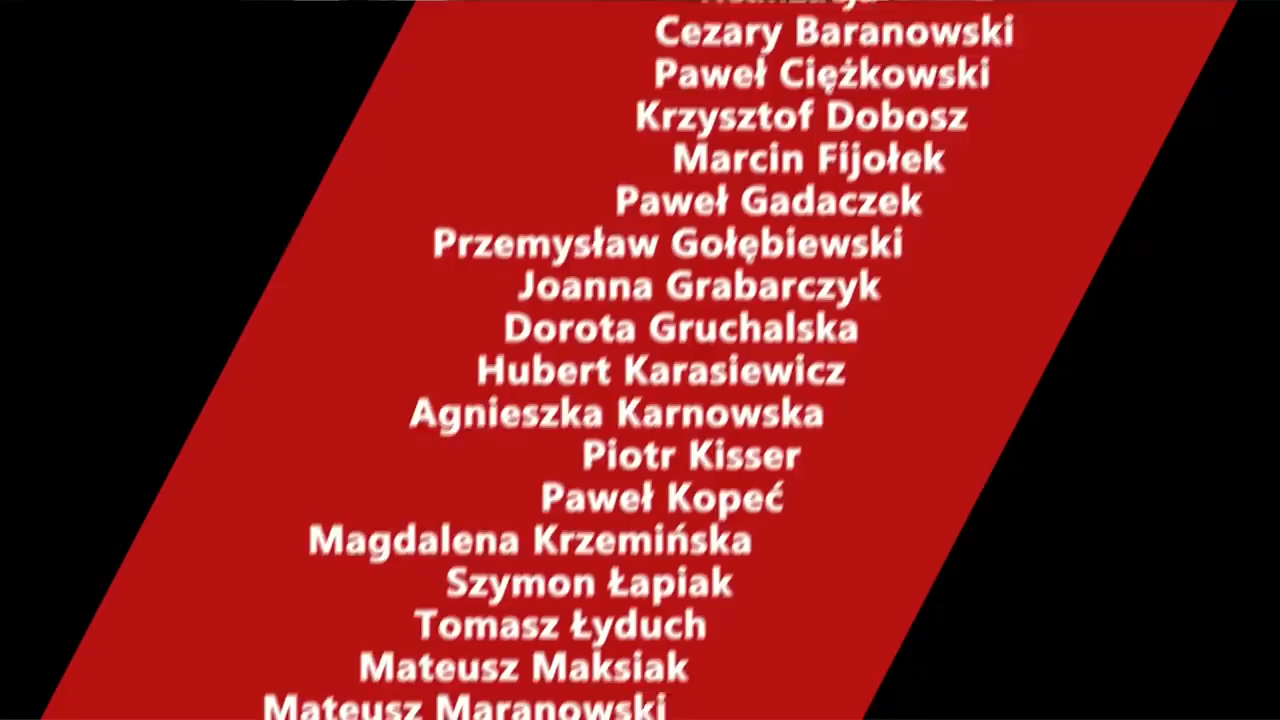 Cezary Baranowski
Paweł Ciężkowski
Krzysztof Dobosz
Marcin Fijołek
Paweł Gadaczek
Przemysław Gołębiewski
Joanna Grabarczyk
Dorota Gruchalska
Hubert Karasiewicz
Agnieszka Karnowska
Piotr Kisser
Paweł Kopeć
Magdalena Krzemińska
Szymon Łapiak
Tomasz Łyduch
Mateusz Maksiak
Mateusz Maranowski